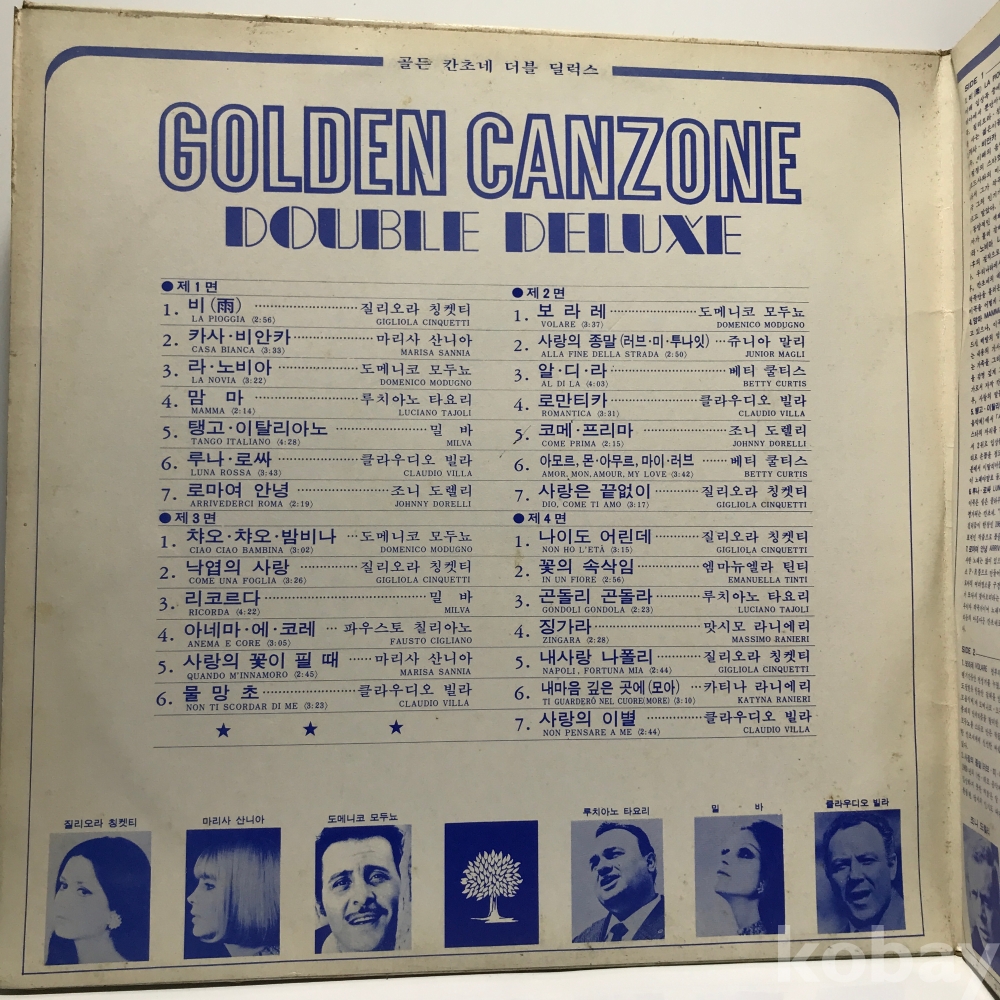 골든 칸초네 더블 딜럭스
GOLDEN CANZONE
DOUBLE DELUXE
●제1면
1. 비(雨) 질리오라 칭켓티
LA PIOGGIA (2:56) GIGLIOLA CINQUETTI
2. 카사·비안카 마리사 산니아
CASA BIANCA (3:33) MARISA SANNIA
3. 라·노비아 도메니코 모두뇨
LA NOVIA (3:22) DOMENICO MODUGNO
4. 맘마 루치아노 타요리
MAMMA (2:14) LUCIANO TAJOLI
5. 탱고·이탈리아노 밀바
TANGO ITALIANO (4:28) MILVA
6. 루나·로싸 클라우디오 빌라
LUNA ROSSA (3:43) CLAUDIO VILLA
7. 로마여 안녕 조니 도렐리
ARRIVEDERCI ROMA (2:19) JOHNNY DORELLI
●제2면
1. 보라레 도메니코 모두뇨
VOLARE (3:37) DOMENICO MODUGNO
2. 사랑의 종말(러브·미·투나잇) 쥬니아 말리
ALLA FINE DELLA STRADA (2:50) JUNIOR MAGLI
3. 알·디·라 베티 쿨티스
AL DI LA (4:03) BETTY CURTIS
4. 로만티카 클라우디오 빌라
ROMANTICA (3:31) CLAUDIO VILLA
5. 코메·프리마 조니 도렐리
COME PRIMA (2:15) JOHNNY DORELLI
6. 아모르, 몬·아무르, 마이·러브 베티 쿨티스
AMOR, MON, AMOUR, MY LOVE (3:42) BETTY CURTIS
7. 사랑은 끝없이 질리오라 칭켓티
DIO, COME TI AMO (3:17) GIGLIOLA CINQUETTI
●제3면
1. 챠오·챠오·밤비나 도메니코 모두뇨
CIAO CIAO BAMBINA (3:02) DOMENICO MODUGNO
2. 낙엽의 사랑 질리오라 칭켓티
COME UNA FOGLIA (3:26) GIGLIOLA CINQUETTI
3. 리코르다 밀바
RICORDA (4:22) MILVA
4. 아네마·에·코레 파우스토 칠리아노
ANEMA E CORE (3:05) FAUSTO CIGLIANO
5. 사랑의 꽃이 필 때 마리사 산니아
QUANDO M'INNAMORO (2:45) MARISA SANNIA
6. 물망초 클라우디오 빌라
NON TI SCORDAR DI ME (3:23) CLAUDIO VILLA
●제4면
1. 나이도 어린데 질리오라 칭켓티
NON HO L'ETÀ (3:15) GIGLIOLA CINQUETTI
2. 꽃의 속삭임 엠마뉴엘라 틴티
IN UN FIORE (2:56) EMANUELLA TINTI
3. 곤돌리 곤돌라 루치아노 타요리
GONDOLI GONDOLA (2:23) LUCIANO TAJOLI
4. 징가라 맛시모 라니에리
ZINGARA (2:28) MASSIMO RANIERI
5. 내사랑 나폴리 질리오라 칭켓티
NAPOLI, FORTUNA MIA (2:44) GIGLIOLA CINQUETTI
6. 내마음 깊은 곳에(모아) 카티나 라니에리
TI GUARDERÒ NEL CUORE(MORE) (3:10) KATYNA RANIERI
7. 사랑의 이별 클라우디오 빌라
NON PENSARE A ME (2:44) CLAUDIO VILLA
질리오라 칭켓티
마리사 산니아
도메니코 모두뇨
루치아노 타요리
밀바
클라우디오 빌라
SIDE 1
SIDE 2
kobay